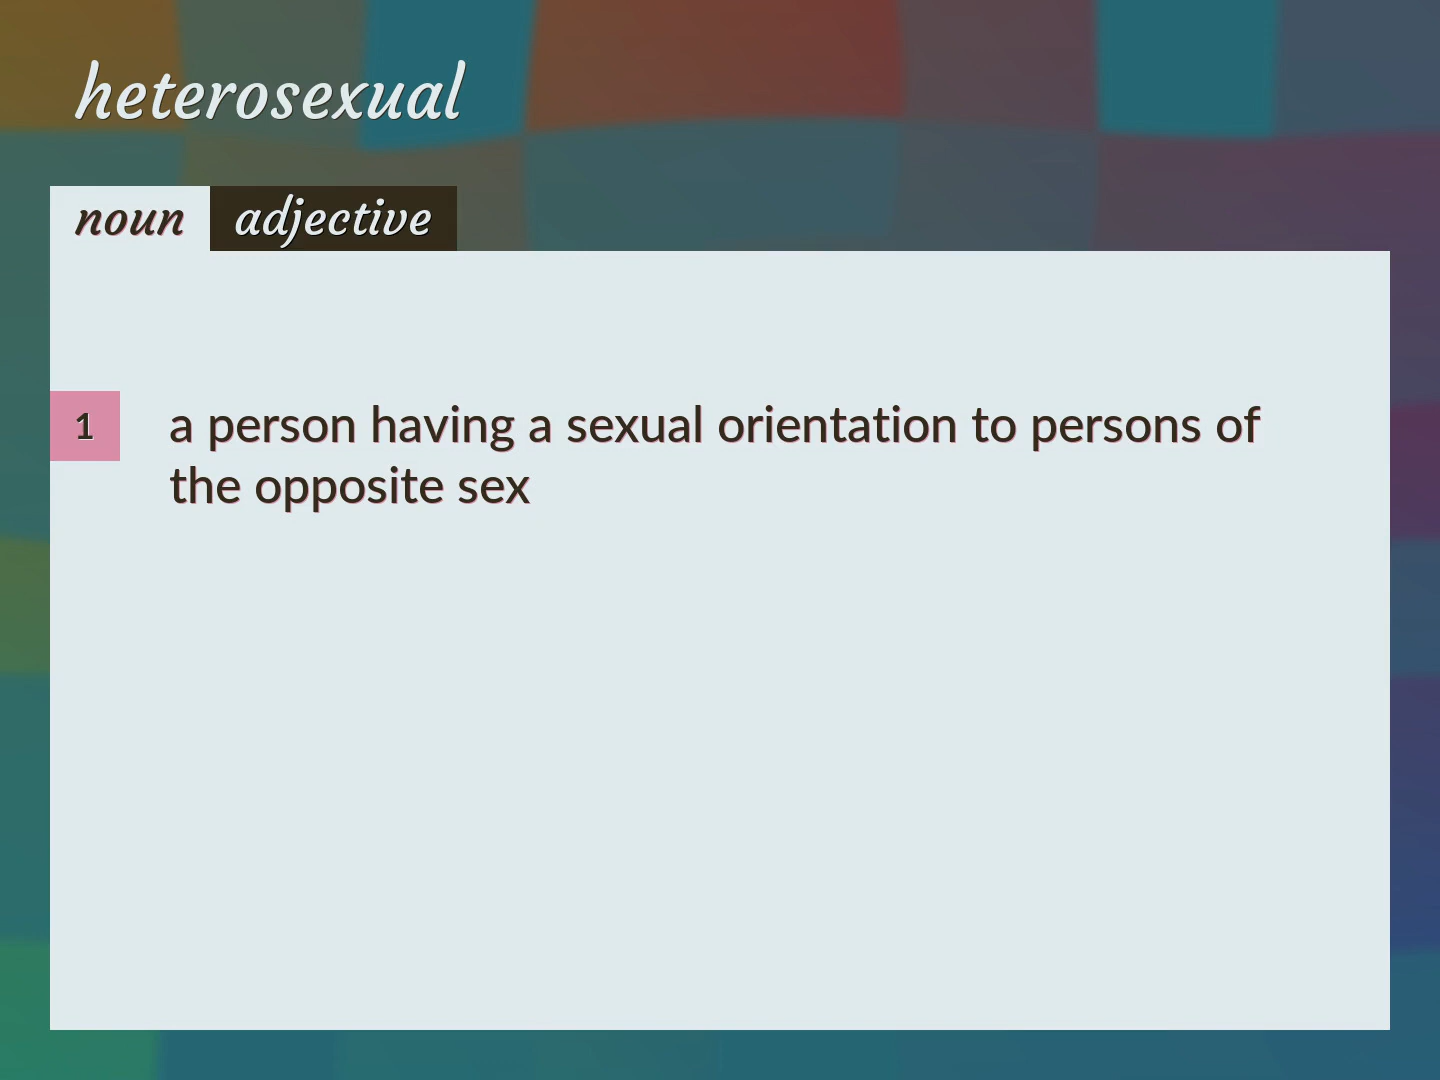 heterosexual
noun adjective
1 a person having a sexual orientation to persons of
the opposite sex